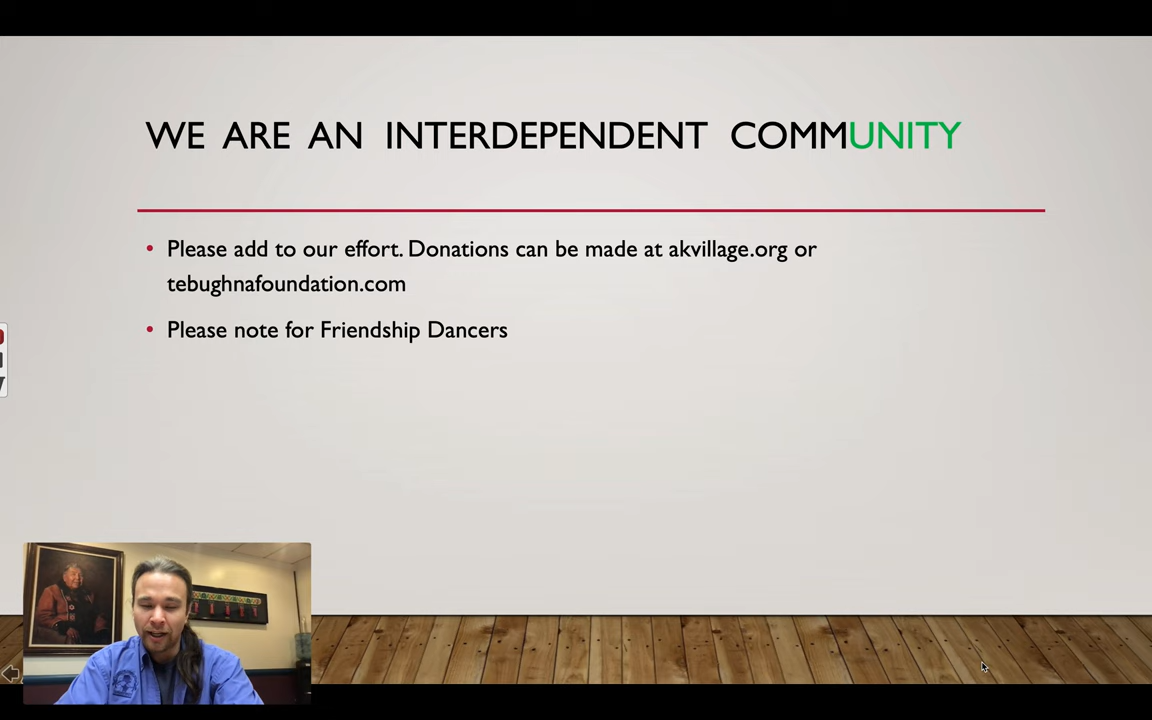 WE ARE AN INTERDEPENDENT COMMUNITY
• Please add to our effort. Donations can be made at akvillage.org or
tebughnafoundation.com
• Please note for Friendship Dancers